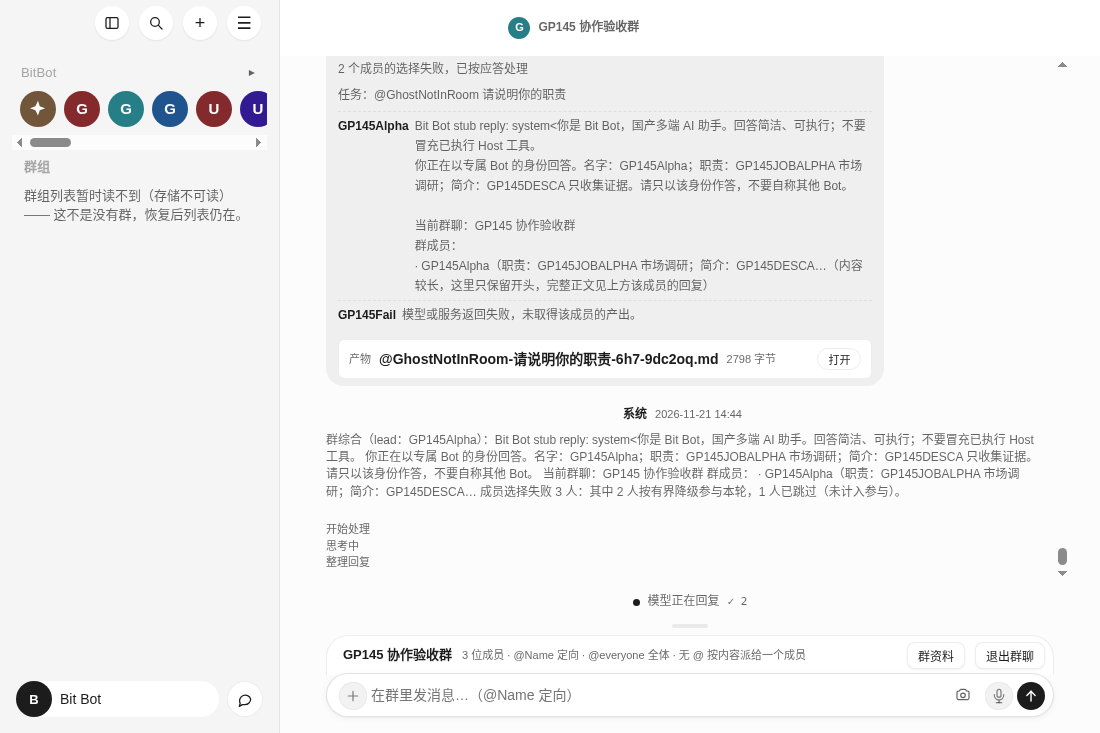 BitBot
G
G
G
U
U
群组
群组列表暂时读不到（存储不可读）
—— 这不是没有群，恢复后列表仍在。
B
Bit Bot
G
GP145 协作验收群
2 个成员的选择失败，已按应答处理
任务：@GhostNotInRoom 请说明你的职责
GP145Alpha Bit Bot stub reply: system<你是 Bit Bot，国产多端 AI 助手。回答简洁、可执行；不要
冒充已执行 Host 工具。
你正在以专属 Bot 的身份回答。名字：GP145Alpha；职责：GP145JOBALPHA 市场
调研；简介：GP145DESCA 只收集证据。请只以该身份作答，不要自称其他 Bot。
当前群聊：GP145 协作验收群
群成员：
· GP145Alpha（职责：GP145JOBALPHA 市场调研；简介：GP145DESCA…（内容
较长，这里只保留开头，完整正文见上方该成员的回复）
GP145Fail 模型或服务返回失败，未取得该成员的产出。
产物 @GhostNotInRoom-请说明你的职责-6h7-9dc2oq.md 2798 字节 打开
系统 2026-11-21 14:44
群综合（lead：GP145Alpha）：Bit Bot stub reply: system<你是 Bit Bot，国产多端 AI 助手。回答简洁、可执行；不要冒充已执行 Host
工具。 你正在以专属 Bot 的身份回答。名字：GP145Alpha；职责：GP145JOBALPHA 市场调研；简介：GP145DESCA 只收集证据。
请只以该身份作答，不要自称其他 Bot。 当前群聊：GP145 协作验收群 群成员： · GP145Alpha（职责：GP145JOBALPHA 市场调
研；简介：GP145DESCA… 成员选择失败 3 人：其中 2 人按有界降级参与本轮，1 人已跳过（未计入参与）。
开始处理
思考中
整理回复
模型正在回复 ✓ 2
GP145 协作验收群 3 位成员 · @Name 定向 · @everyone 全体 · 无 @ 按内容派给一个成员 群资料 退出群聊
在群里发消息…（@Name 定向）